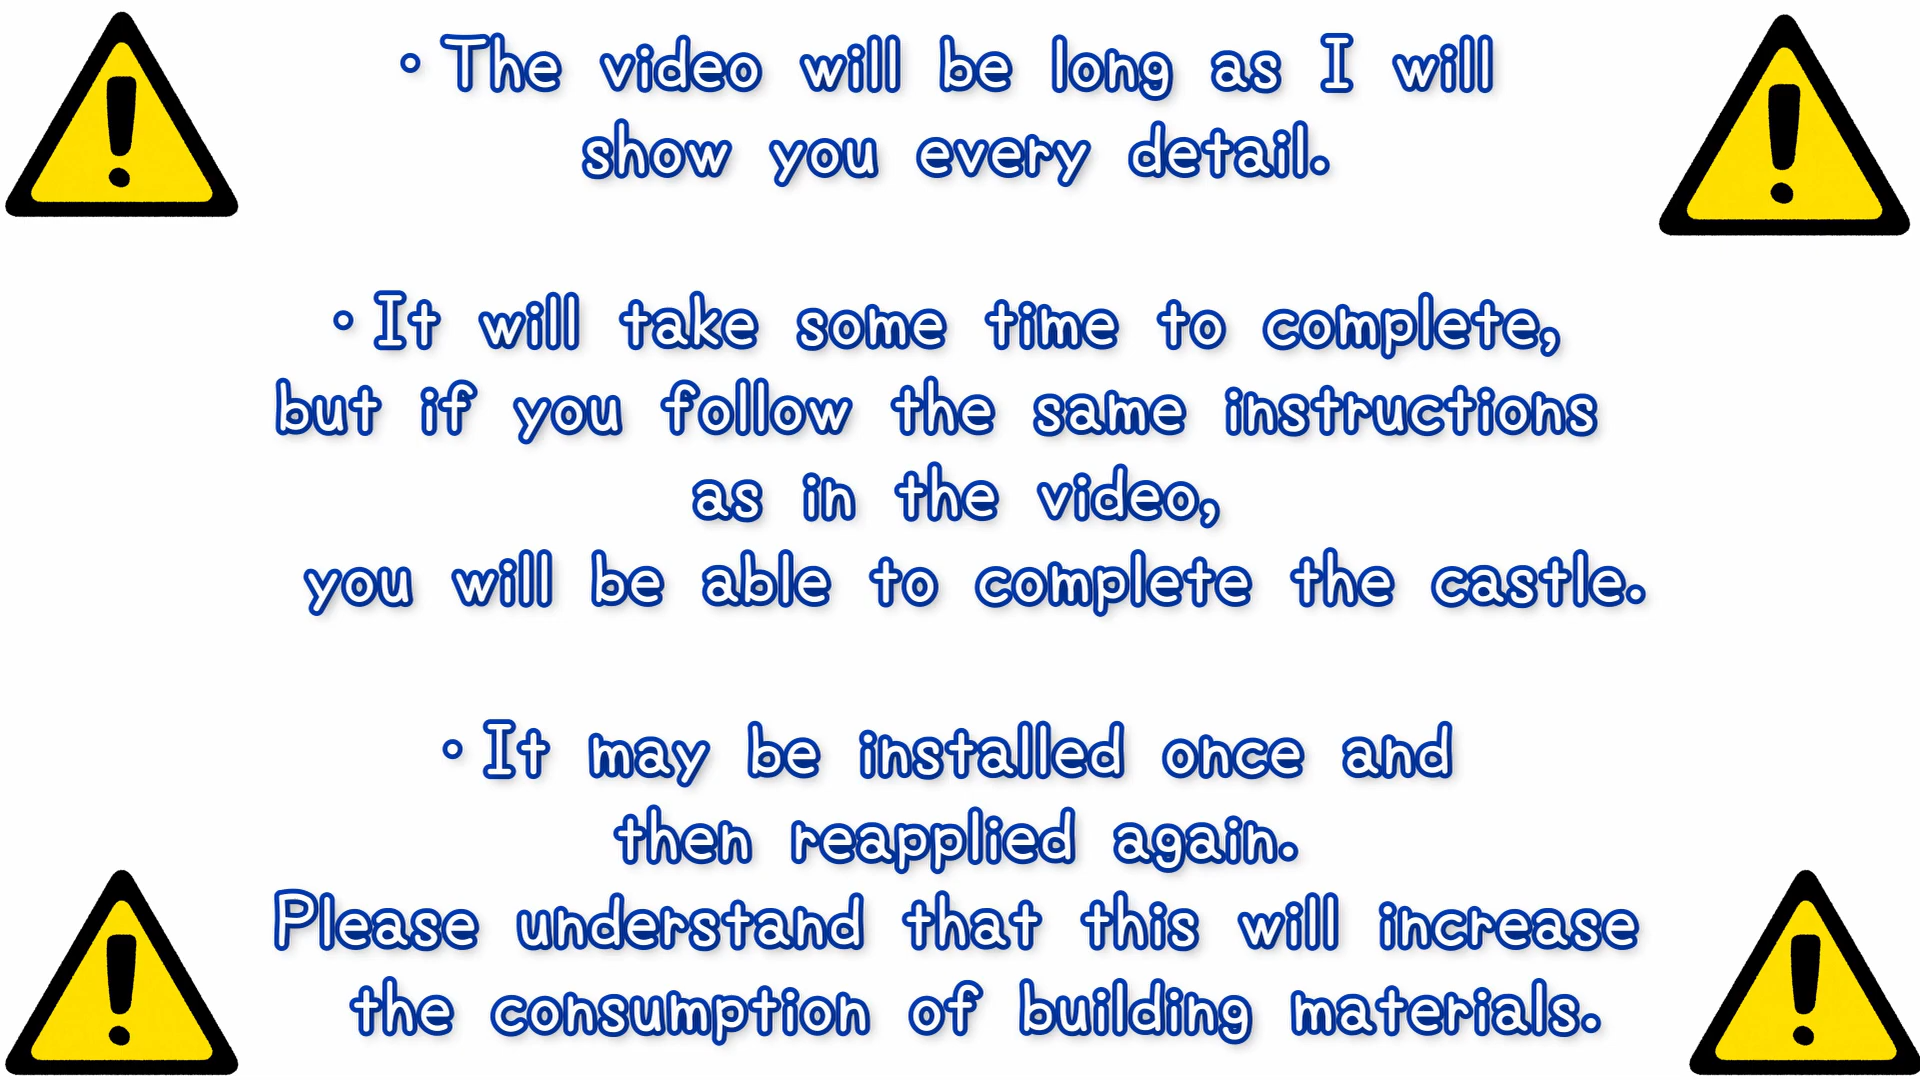 ・The video will be long as I will
show you every detail.
・It will take some time to complete,
but if you follow the same instructions
as in the video,
you will be able to complete the castle.
・It may be installed once and
then reapplied again.
Please understand that this will increase
the consumption of building materials.